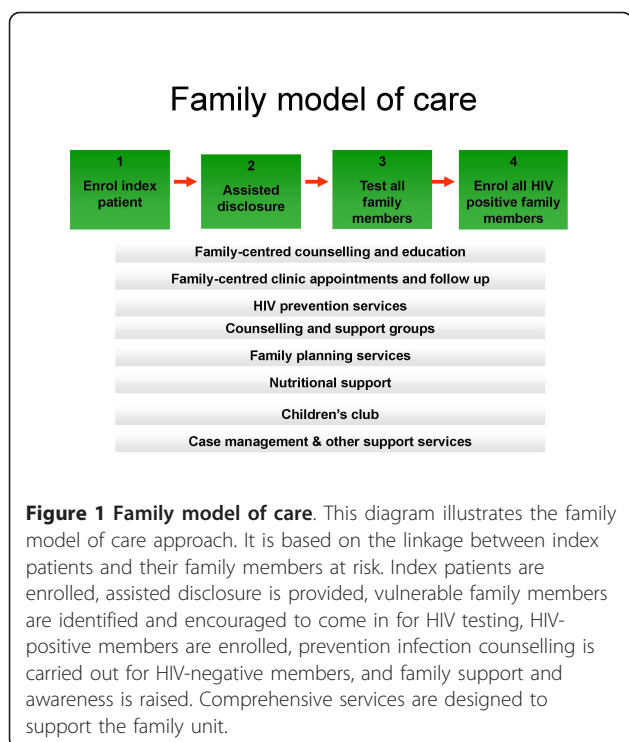 Family model of care
1
Enrol index
patient
2
Assisted
disclosure
3
Test all
family
members
4
Enrol all HIV
positive family
members
Family-centred counselling and education
Family-centred clinic appointments and follow up
HIV prevention services
Counselling and support groups
Family planning services
Nutritional support
Children's club
Case management & other support services
Figure 1 Family model of care. This diagram illustrates the family
model of care approach. It is based on the linkage between index
patients and their family members at risk. Index patients are
enrolled, assisted disclosure is provided, vulnerable family members
are identified and encouraged to come in for HIV testing, HIV-
positive members are enrolled, prevention infection counselling is
carried out for HIV-negative members, and family support and
awareness is raised. Comprehensive services are designed to
support the family unit.